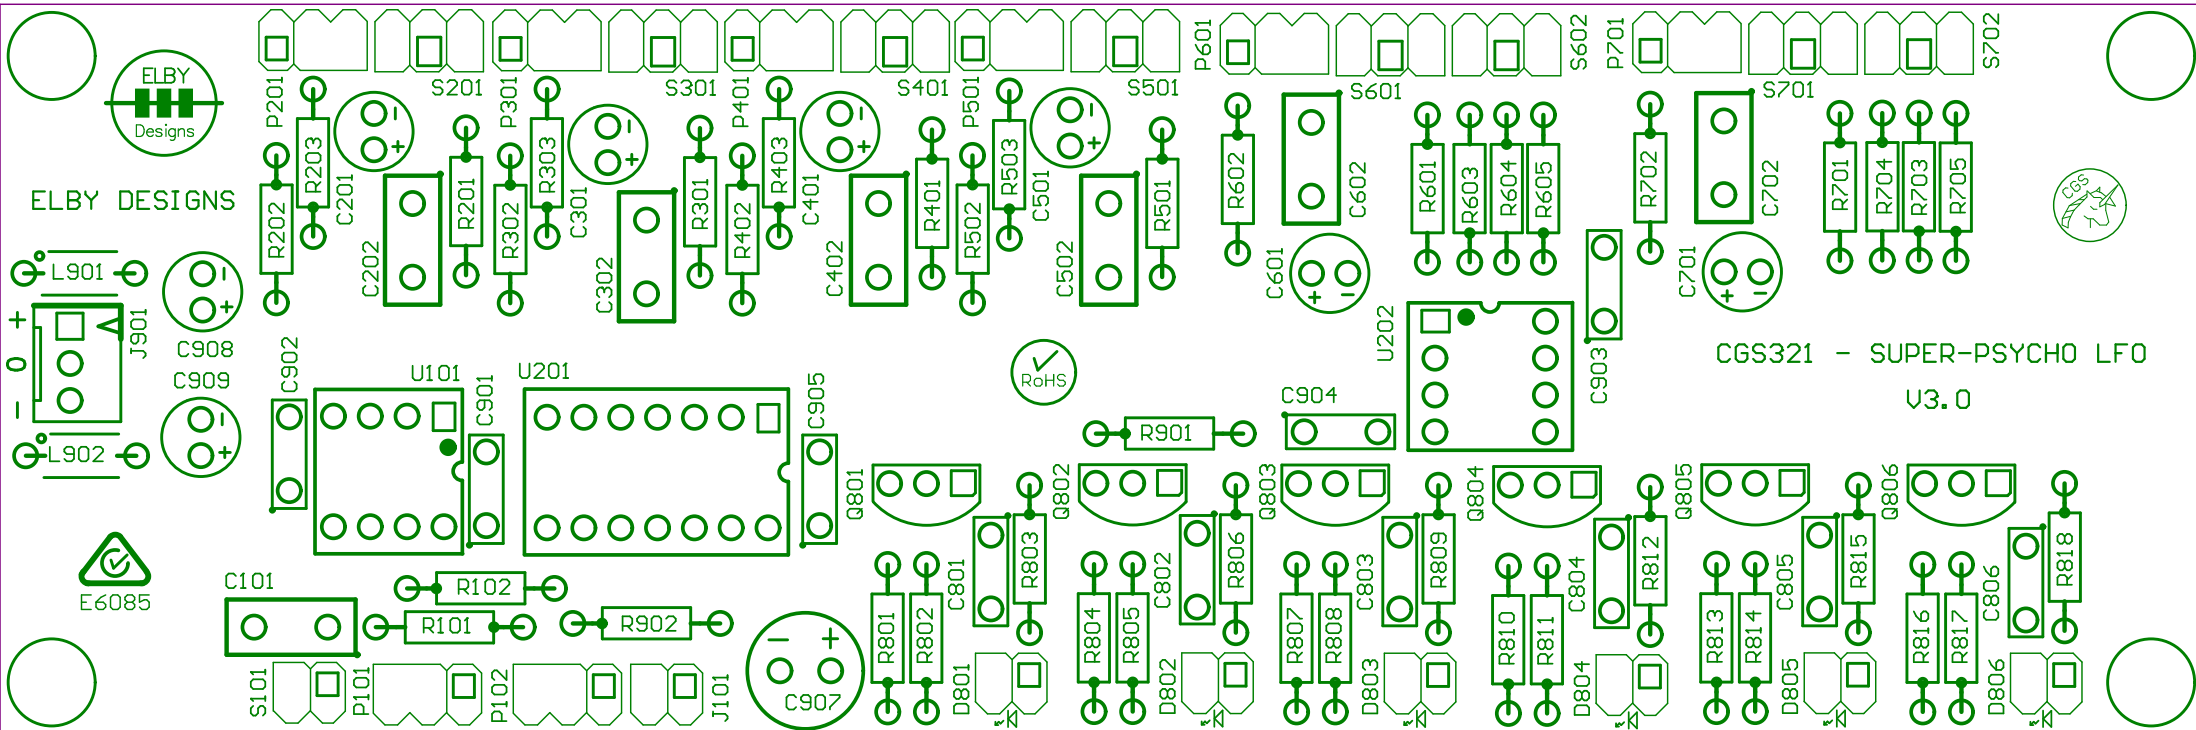 P601
S602
P701
S702
ELBY
Designs
P201
S201
P301
S301
P401
S401
P501
S501
S601
S701
R203
C201
R201
R202
C202
R303
C301
R301
R302
C302
R403
C401
R401
R402
C402
R503
C501
R501
R502
C502
R602
C602
C601
R601
R603
R604
R605
R702
C702
C701
R701
R704
R703
R705
CGS
ELBY DESIGNS
L901
+
0
-
J901
C908
C909
L902
C902
U101
C901
U201
C905
RoHS
U202
C903
C904
R901
CGS321 - SUPER-PSYCHO LFO
V3.0
Q801
Q802
Q803
Q804
Q805
Q806
E6085
C101
R102
R101
R902
C907
S101
P101
P102
J101
R801
R802
C801
R803
D801
R804
R805
C802
R806
D802
R807
R808
C803
R809
D803
R810
R811
C804
R812
D804
R813
R814
C805
R815
D805
R816
R817
C806
R818
D806